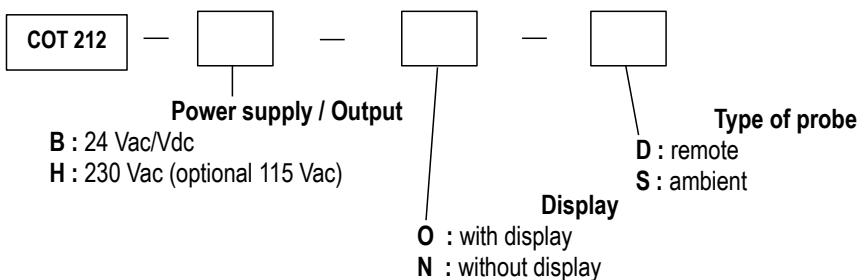 COT 212 — — —
Power supply / Output
B : 24 Vac/Vdc
H : 230 Vac (optional 115 Vac)
Type of probe
D : remote
S : ambient
Display
O : with display
N : without display